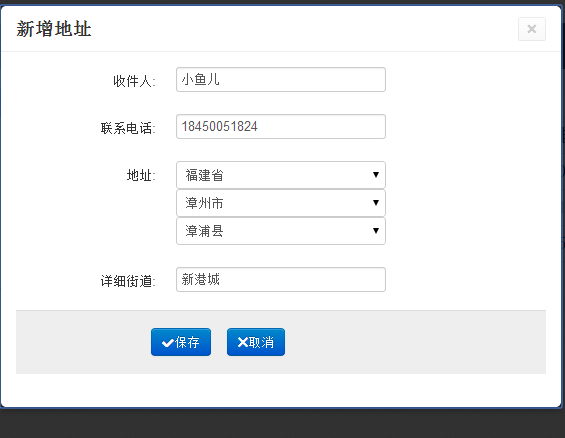 新增地址
收件人: 小鱼儿
联系电话: 18450051824
地址: 福建省
漳州市
漳浦县
详细街道: 新港城
保存 取消